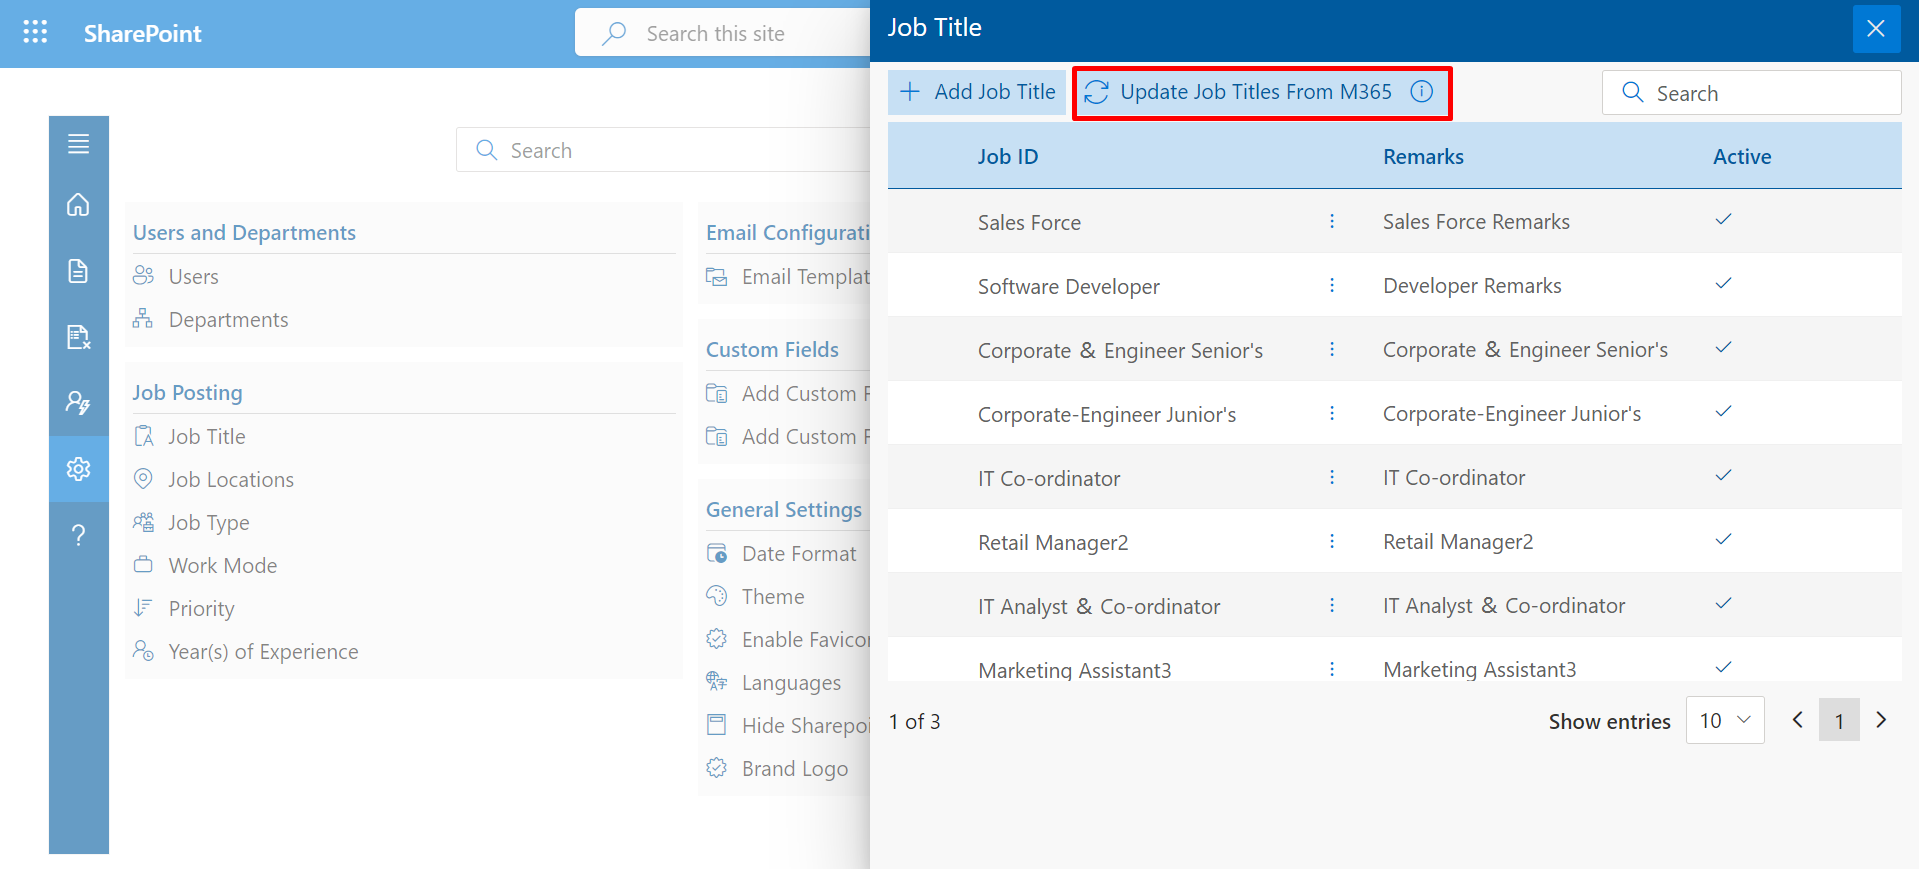 SharePoint
Search this site
Search
Users and Departments
Users
Departments
Job Posting
Job Title
Job Locations
Job Type
Work Mode
Priority
Year(s) of Experience
Email Configurati
Email Templat
Custom Fields
Add Custom F
Add Custom F
General Settings
Date Format
Theme
Enable Favicon
Languages
Hide Sharepoi
Brand Logo
Job Title
Add Job Title
Update Job Titles From M365
Search
Job ID Remarks Active
Sales Force Sales Force Remarks
Software Developer Developer Remarks
Corporate & Engineer Senior's Corporate & Engineer Senior's
Corporate-Engineer Junior's Corporate-Engineer Junior's
IT Co-ordinator IT Co-ordinator
Retail Manager2 Retail Manager2
IT Analyst & Co-ordinator IT Analyst & Co-ordinator
Marketing Assistant3 Marketing Assistant3
1 of 3
Show entries 10 1